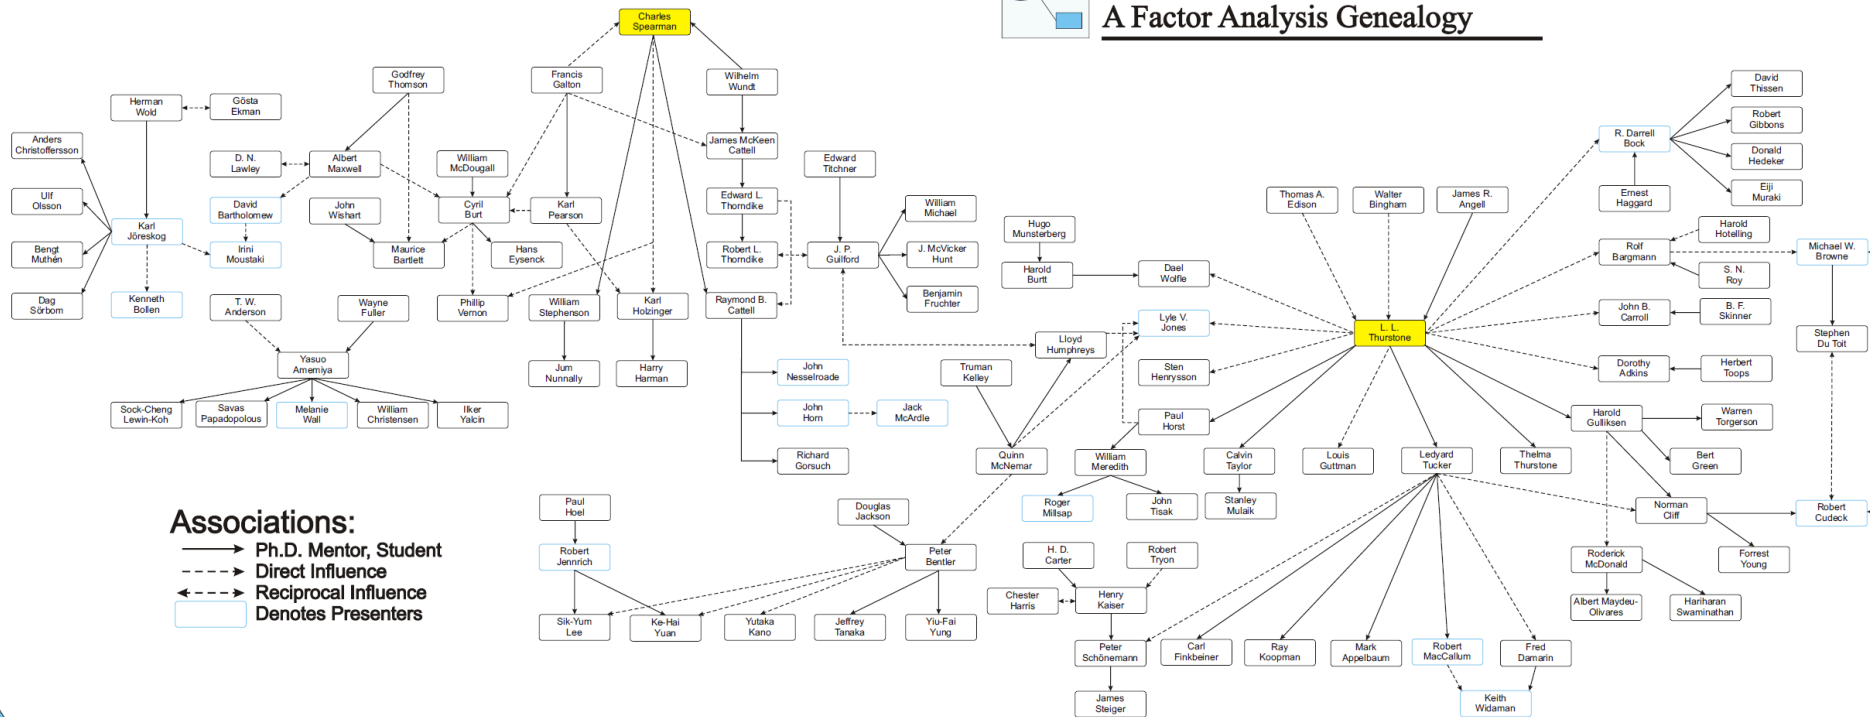 A Factor Analysis Genealogy
Charles
Spearman
Godfrey
Thomson
Francis
Galton
Wilhelm
Wundt
Herman
Wold
Gösta
Ekman
Anders
Christoffersson
D. N.
Lawley
Albert
Maxwell
William
McDougall
James McKeen
Cattell
Edward
Titchner
Ulf
Olsson
Karl
Jöreskog
David
Bartholomew
John
Wishart
Cyril
Burt
Karl
Pearson
Edward L.
Thorndike
William
Michael
Bengt
Muthén
Irini
Moustaki
Maurice
Bartlett
Hans
Eysenck
Robert L.
Thorndike
J. P.
Guilford
J. McVicker
Hunt
Dag
Sörbom
Kenneth
Bollen
T. W.
Anderson
Wayne
Fuller
Phillip
Vernon
William
Stephenson
Karl
Holzinger
Raymond B.
Cattell
Benjamin
Fruchter
Yasuo
Amemiya
Jum
Nunnally
Harry
Harman
John
Nesselroade
Sock-Cheng
Lewin-Koh
Savas
Papadopolous
Melanie
Wall
William
Christensen
Ilker
Yalcin
John
Horn
Jack
McArdle
Richard
Gorsuch
David
Thissen
Robert
Gibbons
R. Darrell
Bock
Donald
Hedeker
Eiji
Muraki
Ernest
Haggard
Thomas A.
Edison
Walter
Bingham
James R.
Angell
Hugo
Munsterberg
Harold
Burtt
Dael
Wolfle
Harold
Hotelling
Rolf
Bargmann
Michael W.
Browne
S. N.
Roy
Lyle V.
Jones
L. L.
Thurstone
John B.
Carroll
B. F.
Skinner
Stephen
Du Toit
Lloyd
Humphreys
Truman
Kelley
Sten
Henrysson
Dorothy
Adkins
Herbert
Toops
Paul
Horst
Harold
Gulliksen
Warren
Torgerson
Quinn
McNemar
William
Meredith
Calvin
Taylor
Louis
Guttman
Ledyard
Tucker
Thelma
Thurstone
Bert
Green
Roger
Millsap
John
Tisak
Stanley
Mulaik
Norman
Cliff
Robert
Cudeck
Paul
Hoel
Douglas
Jackson
Robert
Jennrich
Peter
Bentler
H. D.
Carter
Robert
Tryon
Roderick
McDonald
Forrest
Young
Chester
Harris
Henry
Kaiser
Albert Maydeu-
Olivares
Hariharan
Swaminathan
Sik-Yum
Lee
Ke-Hai
Yuan
Yutaka
Kano
Jeffrey
Tanaka
Yiu-Fai
Yung
Peter
Schönemann
Carl
Finkbeiner
Ray
Koopman
Mark
Appelbaum
Robert
MacCallum
Fred
Damarin
James
Steiger
Keith
Widaman
Associations:
Ph.D. Mentor, Student
Direct Influence
Reciprocal Influence
Denotes Presenters